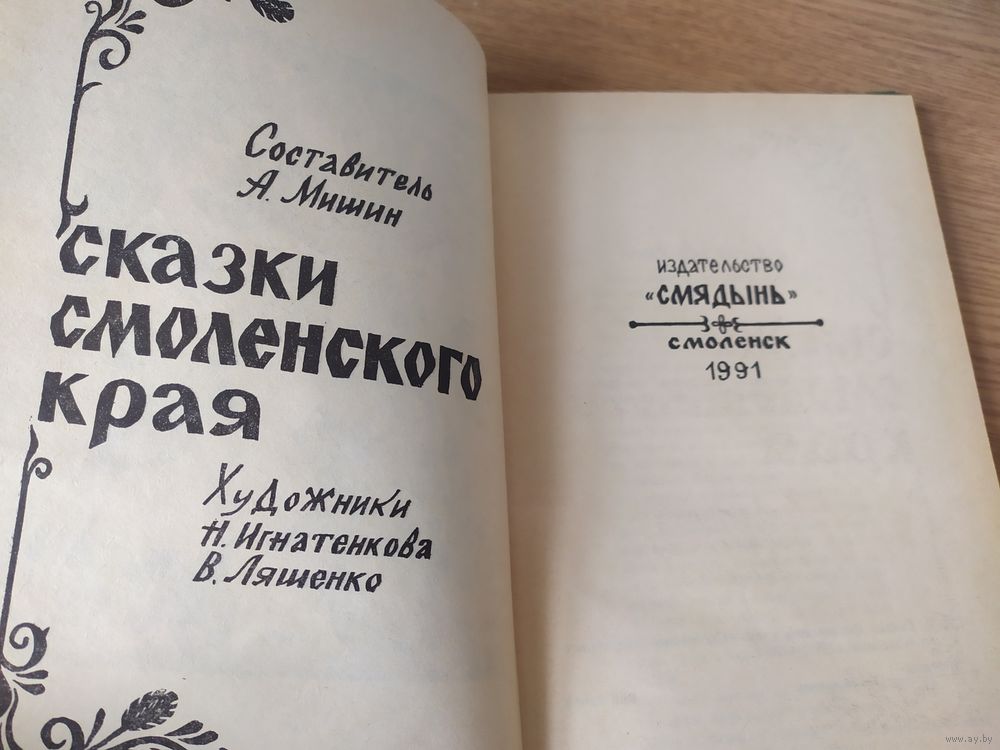 Составитель
А. Мишин
сказки
смоленского
края
Художники
Н. Игнатенкова
В. Ляшенко
издательство
«СМЯДЫНЬ»
смоленск
1991
www.ay.by